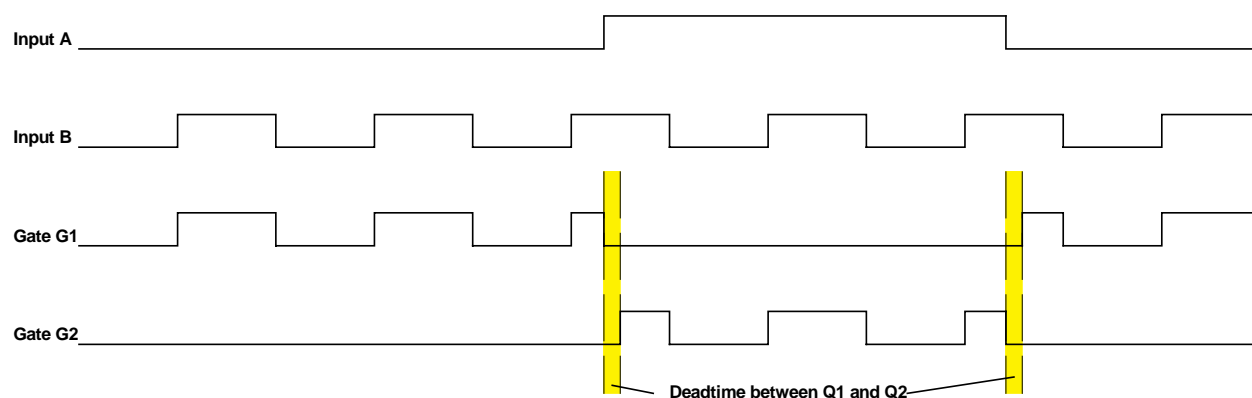 Input A
Input B
Gate G1
Gate G2
Deadtime between Q1 and Q2